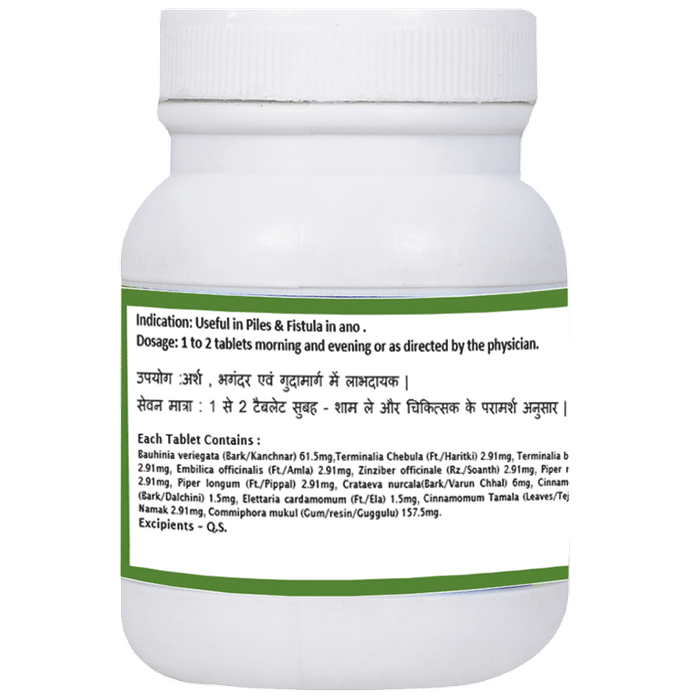 Indication: Useful in Piles & Fistula in ano .
Dosage: 1 to 2 tablets morning and evening or as directed by the physician.
उपयोग :अर्श , भगंदर एवं गुदामार्ग में लाभदायक |
सेवन मात्रा : 1 से 2 टैबलेट सुबह - शाम ले और चिकित्सक के परामर्श अनुसार |
Each Tablet Contains :
Bauhinia veriegata (Bark/Kanchnar) 61.5mg,Terminalia Chebula (Ft./Haritki) 2.91mg, Terminalia b
2.91mg, Embilica officinalis (Ft./Amla) 2.91mg, Zinziber officinale (Rz./Soanth) 2.91mg, Piper
2.91mg, Piper longum (Ft./Pippal) 2.91mg, Crataeva nurcala(Bark/Varun Chhal) 6mg, Cinnamo
(Bark/Dalchini) 1.5mg, Elettaria cardamomum (Ft./Ela) 1.5mg, Cinnamomum Tamala (Leaves/Tej
Namak 2.91mg, Commiphora mukul (Gum/resin/Guggulu) 157.5mg.
Excipients - Q.S.